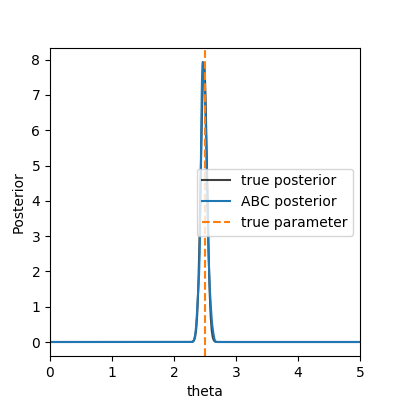 8
7
6
5
4
3
2
1
0
Posterior
true posterior
ABC posterior
true parameter
0 1 2 3 4 5
theta